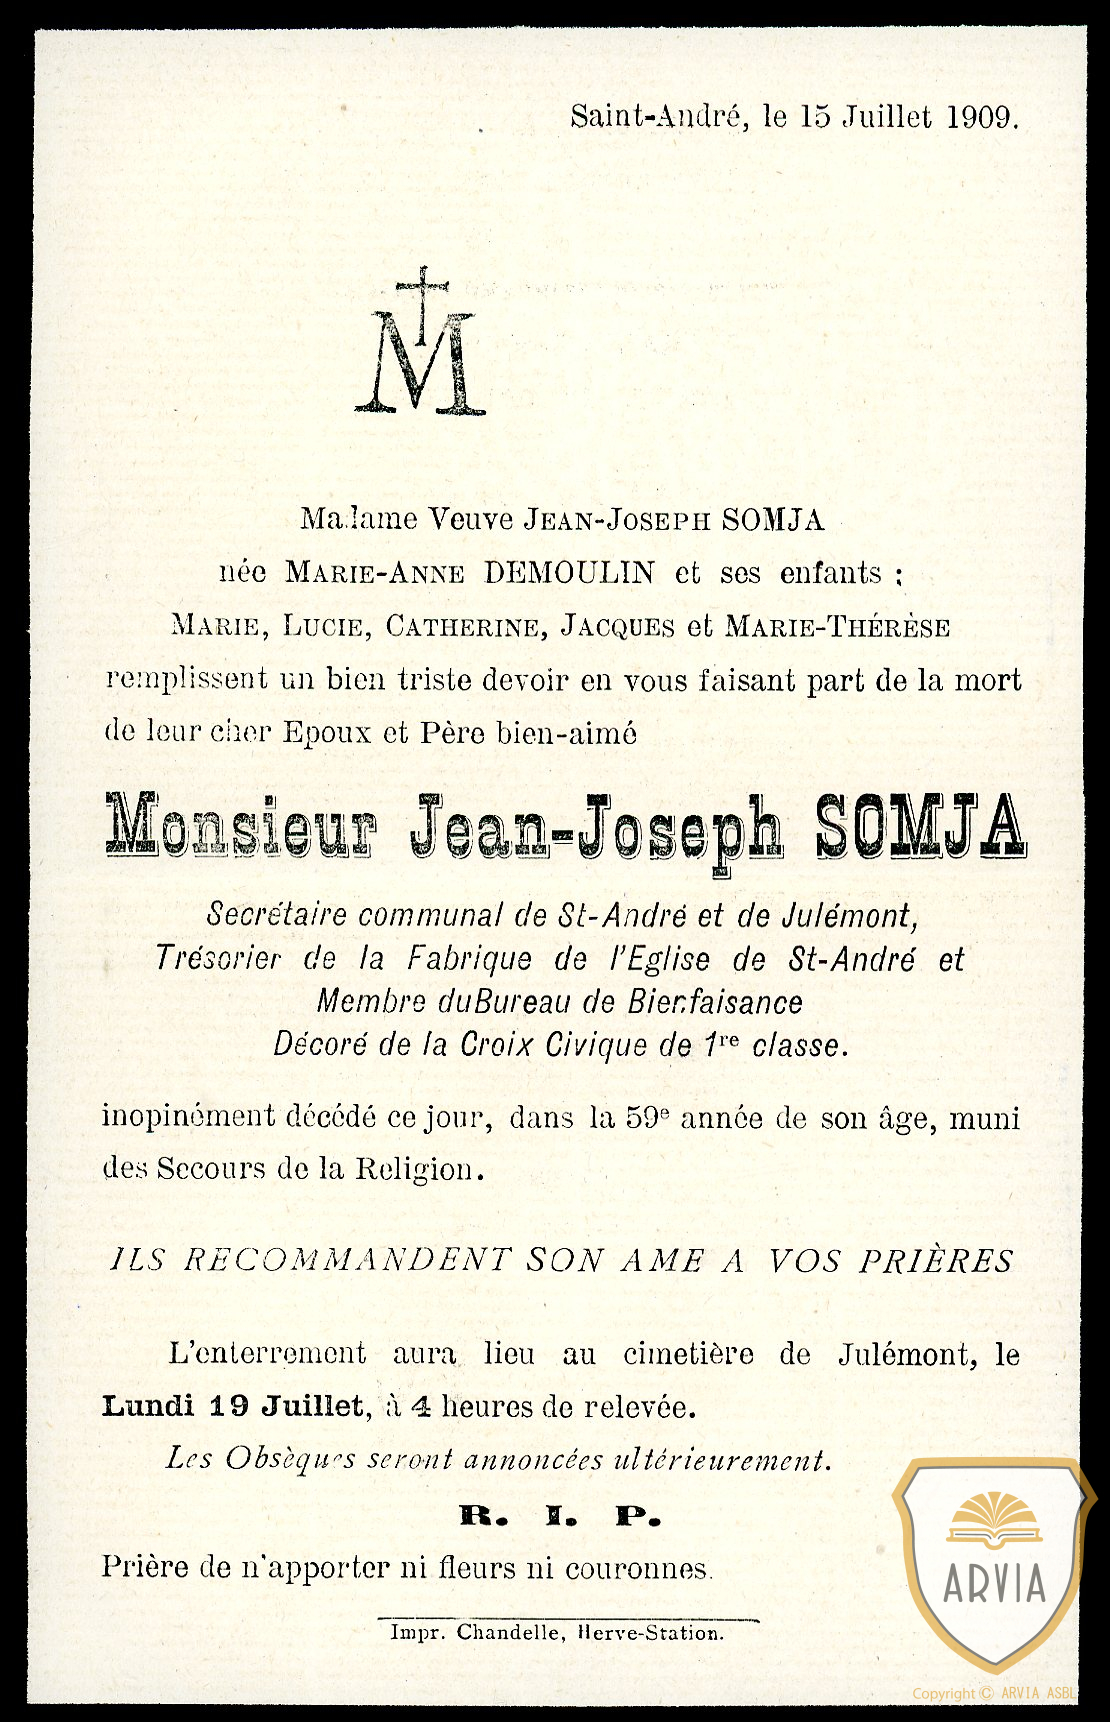 Saint-André, le 15 Juillet 1909.
M
Madame Veuve JEAN-JOSEPH SOMJA
née MARIE-ANNE DEMOULIN et ses enfants ;
MARIE, LUCIE, CATHERINE, JACQUES et MARIE-THÉRÈSE
remplissent un bien triste devoir en vous faisant part de la mort
de leur cher Epoux et Père bien-aimé
Monsieur Jean-Joseph SOMJA
Secrétaire communal de St-André et de Julémont,
Trésorier de la Fabrique de l'Eglise de St-André et
Membre duBureau de Bienfaisance
Décoré de la Croix Civique de 1re classe.
inopinément décédé ce jour, dans la 59e année de son âge, muni
des Secours de la Religion.
ILS RECOMMANDENT SON AME A VOS PRIÈRES
L'enterrement aura lieu au cimetière de Julémont, le
Lundi 19 Juillet, à 4 heures de relevée.
Les Obsèques seront annoncées ultérieurement.
R. I. P.
Prière de n'apporter ni fleurs ni couronnes.
Impr. Chandelle, Herve-Station.
ARVIA
Copyright © ARVIA ASBL